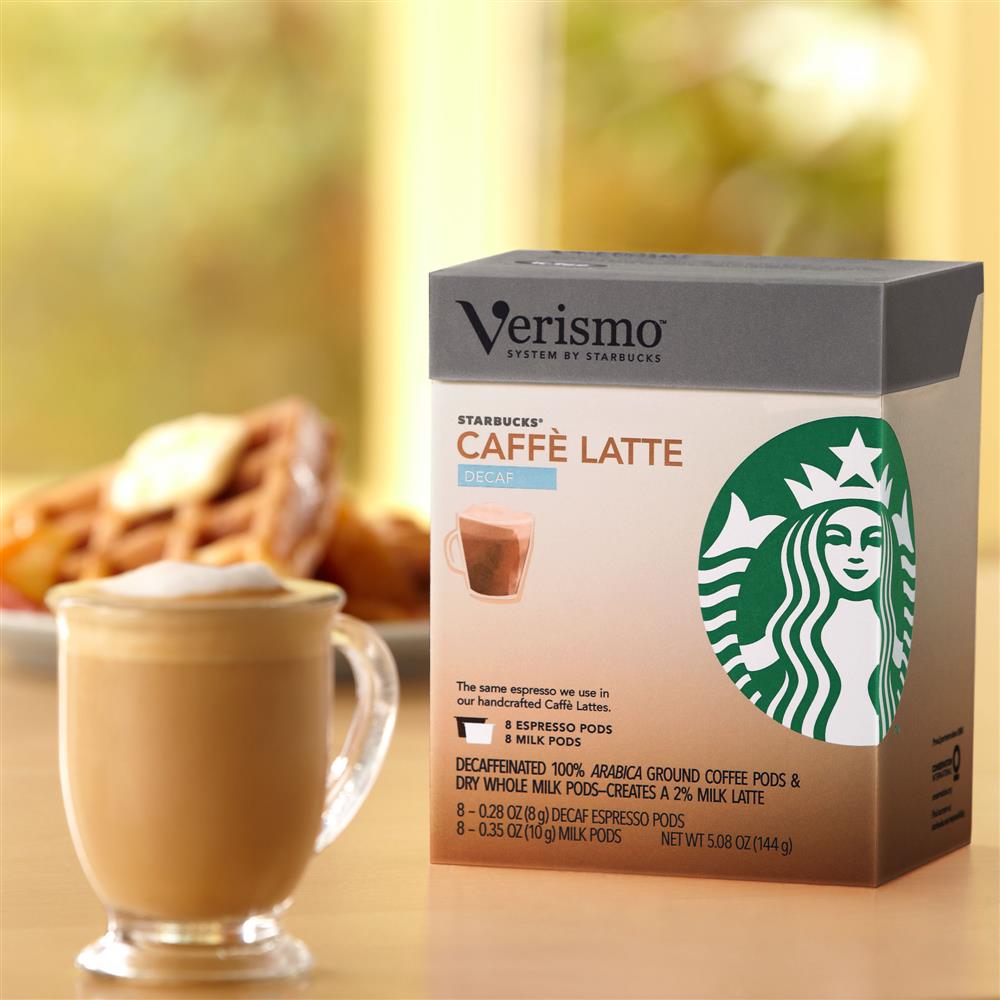 Verismo™
SYSTEM BY STARBUCKS
STARBUCKS®
CAFFÈ LATTE
DECAF
The same espresso we use in
our handcrafted Caffè Lattes.
8 ESPRESSO PODS
8 MILK PODS
DECAFFEINATED 100% ARABICA GROUND COFFEE PODS &
DRY WHOLE MILK PODS–CREATES A 2% MILK LATTE
8 – 0.28 OZ (8 g) DECAF ESPRESSO PODS
8 – 0.35 OZ (10 g) MILK PODS NET WT 5.08 OZ (144 g)
CONSERVATION
INTERNATIONAL